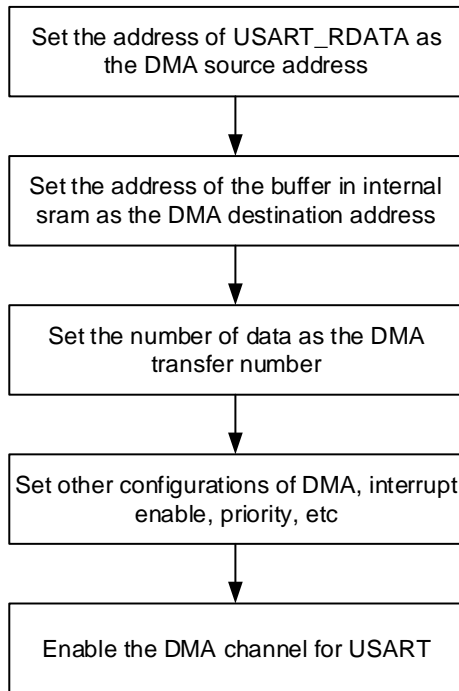 Set the address of USART_RDATA as
the DMA source address
Set the address of the buffer in internal
sram as the DMA destination address
Set the number of data as the DMA
transfer number
Set other configurations of DMA, interrupt
enable, priority, etc
Enable the DMA channel for USART